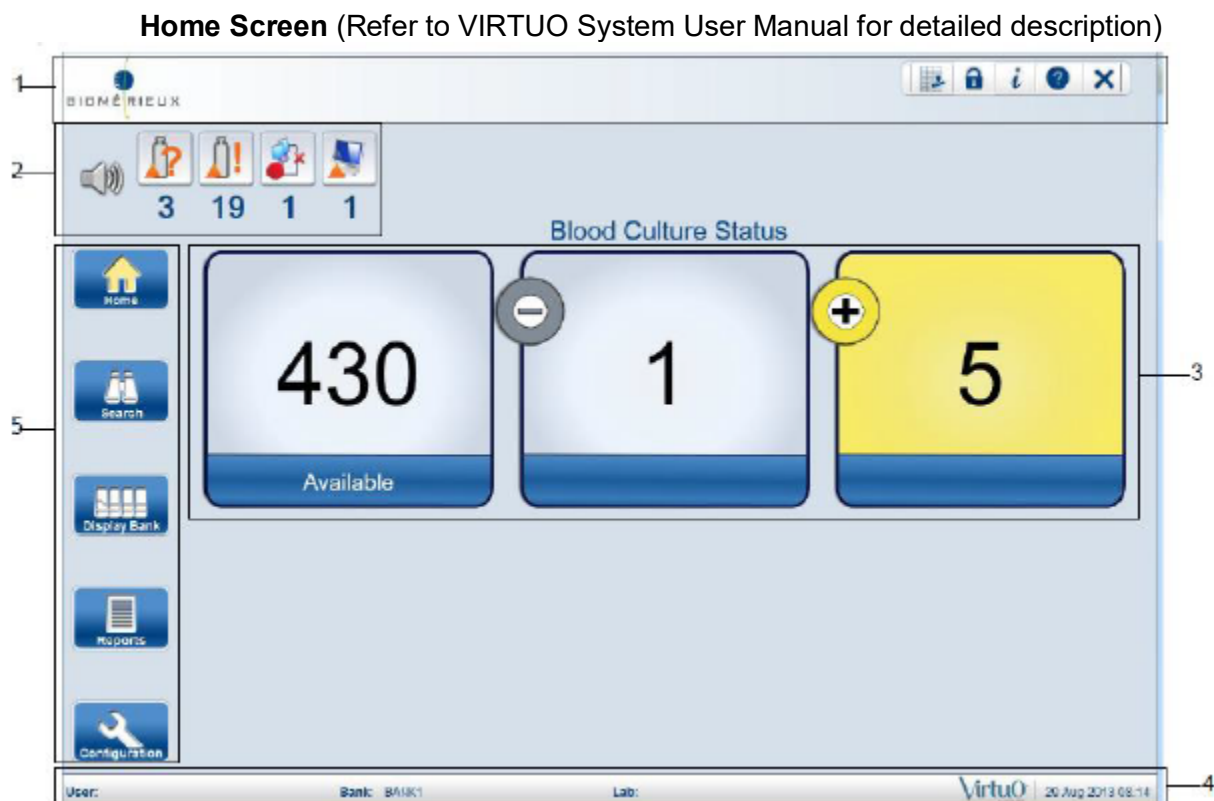 Home Screen (Refer to VIRTUO System User Manual for detailed description)
1
BIOMÉRIEUX
i
?
2
? !
3 19 1 1
Blood Culture Status
Home
430
1
5
3
Available
Search
5
Display Bank
Reports
Configuration
User: Bank: BANK1 Lab: VirtuO 20 Aug 2013 08:14
4